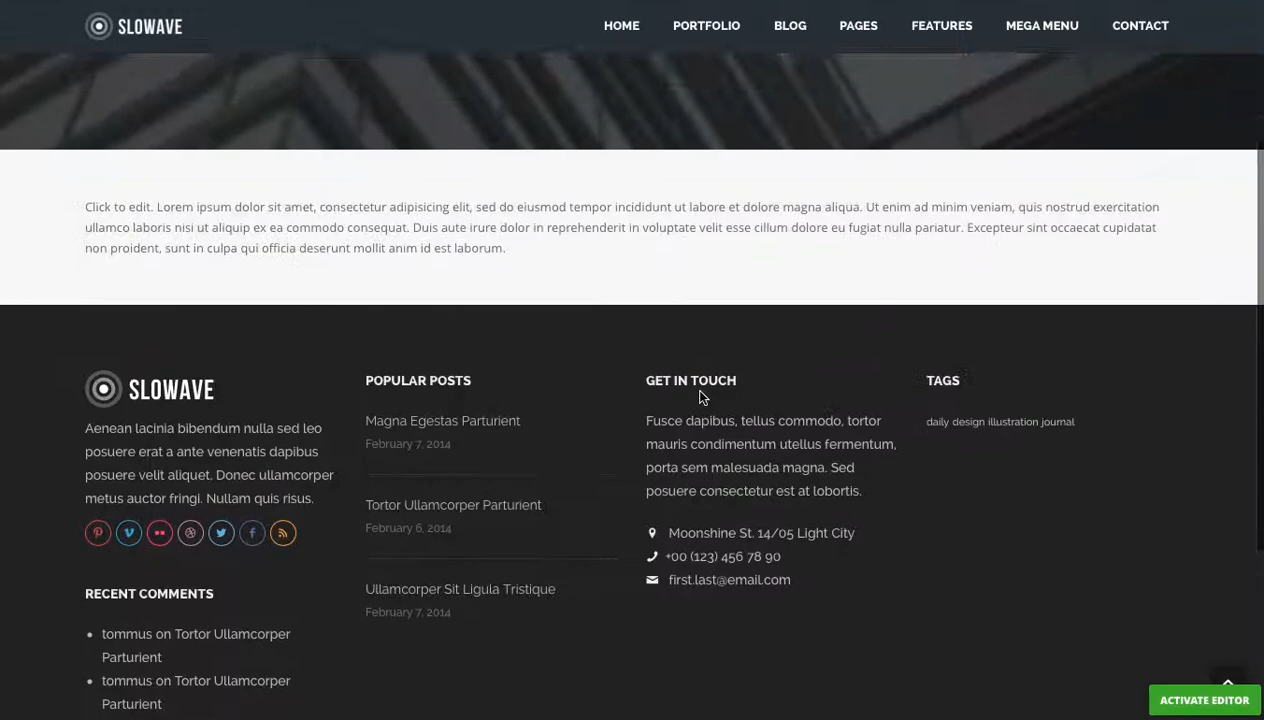 SLOWAVE
HOME PORTFOLIO BLOG PAGES FEATURES MEGA MENU CONTACT
Click to edit. Lorem ipsum dolor sit amet, consectetur adipisicing elit, sed do eiusmod tempor incididunt ut labore et dolore magna aliqua. Ut enim ad minim veniam, quis nostrud exercitation
ullamco laboris nisi ut aliquip ex ea commodo consequat. Duis aute irure dolor in reprehenderit in voluptate velit esse cillum dolore eu fugiat nulla pariatur. Excepteur sint occaecat cupidatat
non proident, sunt in culpa qui officia deserunt mollit anim id est laborum.
SLOWAVE
Aenean lacinia bibendum nulla sed leo
posuere erat a ante venenatis dapibus
posuere velit aliquet. Donec ullamcorper
metus auctor fringi. Nullam quis risus.
RECENT COMMENTS
tommus on Tortor Ullamcorper
Parturient
tommus on Tortor Ullamcorper
Parturient
POPULAR POSTS
Magna Egestas Parturient
February 7, 2014
Tortor Ullamcorper Parturient
February 6, 2014
Ullamcorper Sit Ligula Tristique
February 7, 2014
GET IN TOUCH
Fusce dapibus, tellus commodo, tortor
mauris condimentum utellus fermentum,
porta sem malesuada magna. Sed
posuere consectetur est at lobortis.
Moonshine St. 14/05 Light City
+00 (123) 456 78 90
first.last@email.com
TAGS
daily design illustration journal
ACTIVATE EDITOR